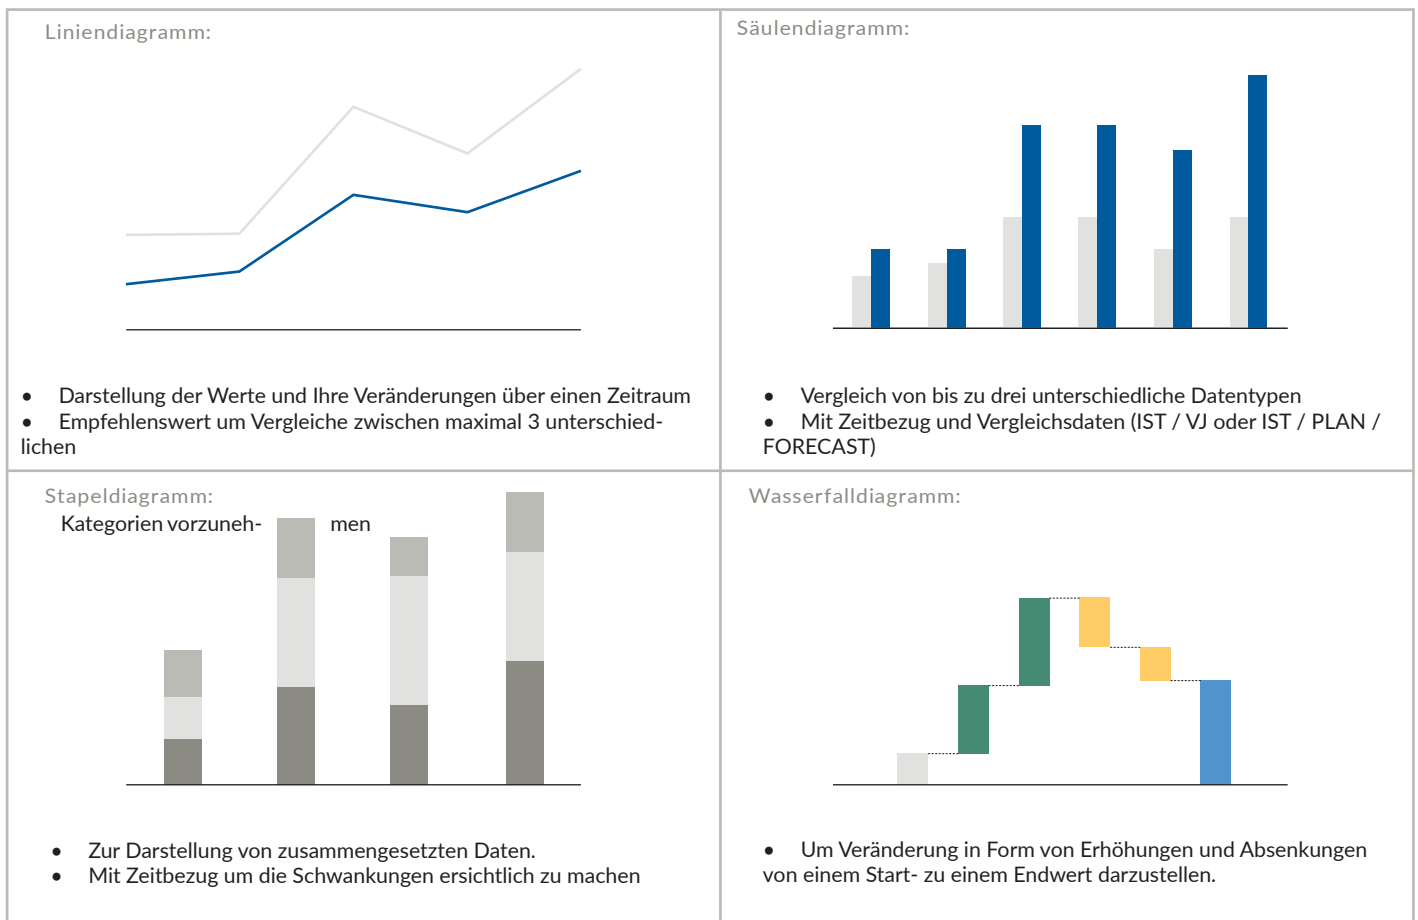 Liniendiagramm:
• Darstellung der Werte und Ihre Veränderungen über einen Zeitraum
• Empfehlenswert um Vergleiche zwischen maximal 3 unterschied-
lichen
Säulendiagramm:
• Vergleich von bis zu drei unterschiedliche Datentypen
• Mit Zeitbezug und Vergleichsdaten (IST / VJ oder IST / PLAN /
FORECAST)
Stapeldiagramm:
Kategorien vorzuneh- men
• Zur Darstellung von zusammengesetzten Daten.
• Mit Zeitbezug um die Schwankungen ersichtlich zu machen
Wasserfalldiagramm:
• Um Veränderung in Form von Erhöhungen und Absenkungen
von einem Start- zu einem Endwert darzustellen.